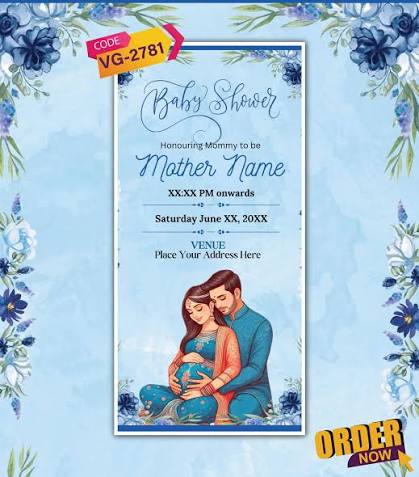 CODE
VG-2781
Baby Shower
Honouring Mommy to be
Mother Name
XX:XX PM onwards
Saturday June XX, 20XX
VENUE
Place Your Address Here
ORDER
NOW